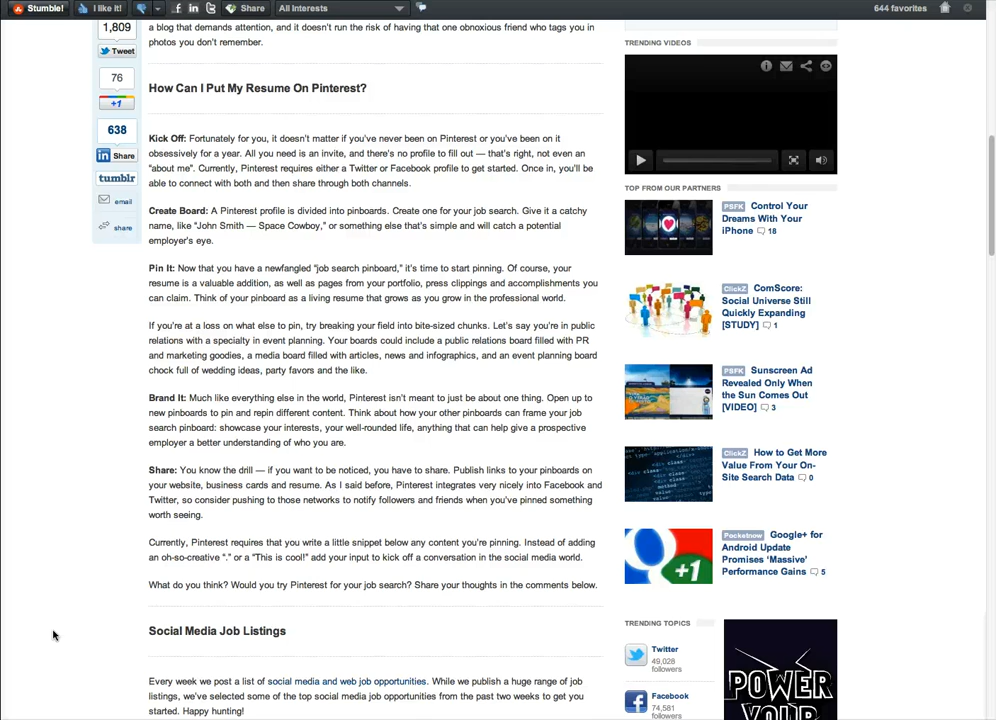 Stumble!
I like it!
Share
All Interests
644 favorites
1,809
Tweet
76
+1
638
Share
tumblr
email
share
a blog that demands attention, and it doesn't run the risk of having that one obnoxious friend who tags you in
photos you don't remember.
How Can I Put My Resume On Pinterest?
Kick Off: Fortunately for you, it doesn't matter if you've never been on Pinterest or you've been on it
obsessively for a year. All you need is an invite, and there's no profile to fill out — that's right, not even an
"about me". Currently, Pinterest requires either a Twitter or Facebook profile to get started. Once in, you'll be
able to connect with both and then share through both channels.
Create Board: A Pinterest profile is divided into pinboards. Create one for your job search. Give it a catchy
name, like "John Smith — Space Cowboy," or something else that's simple and will catch a potential
employer's eye.
Pin It: Now that you have a newfangled "job search pinboard," it's time to start pinning. Of course, your
resume is a valuable addition, as well as pages from your portfolio, press clippings and accomplishments you
can claim. Think of your pinboard as a living resume that grows as you grow in the professional world.
If you're at a loss on what else to pin, try breaking your field into bite-sized chunks. Let's say you're in public
relations with a specialty in event planning. Your boards could include a public relations board filled with PR
and marketing goodies, a media board filled with articles, news and infographics, and an event planning board
chock full of wedding ideas, party favors and the like.
Brand It: Much like everything else in the world, Pinterest isn't meant to just be about one thing. Open up to
new pinboards to pin and repin different content. Think about how your other pinboards can frame your job
search pinboard: showcase your interests, your well-rounded life, anything that can help give a prospective
employer a better understanding of who you are.
Share: You know the drill — if you want to be noticed, you have to share. Publish links to your pinboards on
your website, business cards and resume. As I said before, Pinterest integrates very nicely into Facebook and
Twitter, so consider pushing to those networks to notify followers and friends when you've pinned something
worth seeing.
Currently, Pinterest requires that you write a little snippet below any content you're pinning. Instead of adding
an oh-so-creative "." or a "This is cool!" add your input to kick off a conversation in the social media world.
What do you think? Would you try Pinterest for your job search? Share your thoughts in the comments below.
Social Media Job Listings
Every week we post a list of social media and web job opportunities. While we publish a huge range of job
listings, we've selected some of the top social media job opportunities from the past two weeks to get you
started. Happy hunting!
TRENDING VIDEOS
TOP FROM OUR PARTNERS
PSFK Control Your
Dreams With Your
iPhone 18
ClickZ ComScore:
Social Universe Still
Quickly Expanding
[STUDY] 1
PSFK Sunscreen Ad
Revealed Only When
the Sun Comes Out
[VIDEO] 3
ClickZ How to Get More
Value From Your On-
Site Search Data 0
+1
Pocketnow Google+ for
Android Update
Promises 'Massive'
Performance Gains 5
TRENDING TOPICS
Twitter
49,028
followers
Facebook
74,581
followers
POWER
YOUR